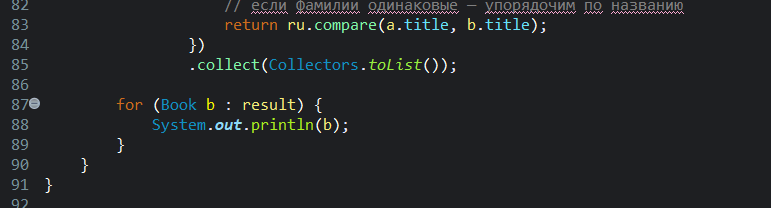 82 // если фамилии одинаковые — упорядочим по названию
83 return ru.compare(a.title, b.title);
84 })
85 .collect(Collectors.toList());
86
87 for (Book b : result) {
88 System.out.println(b);
89 }
90 }
91 }
92